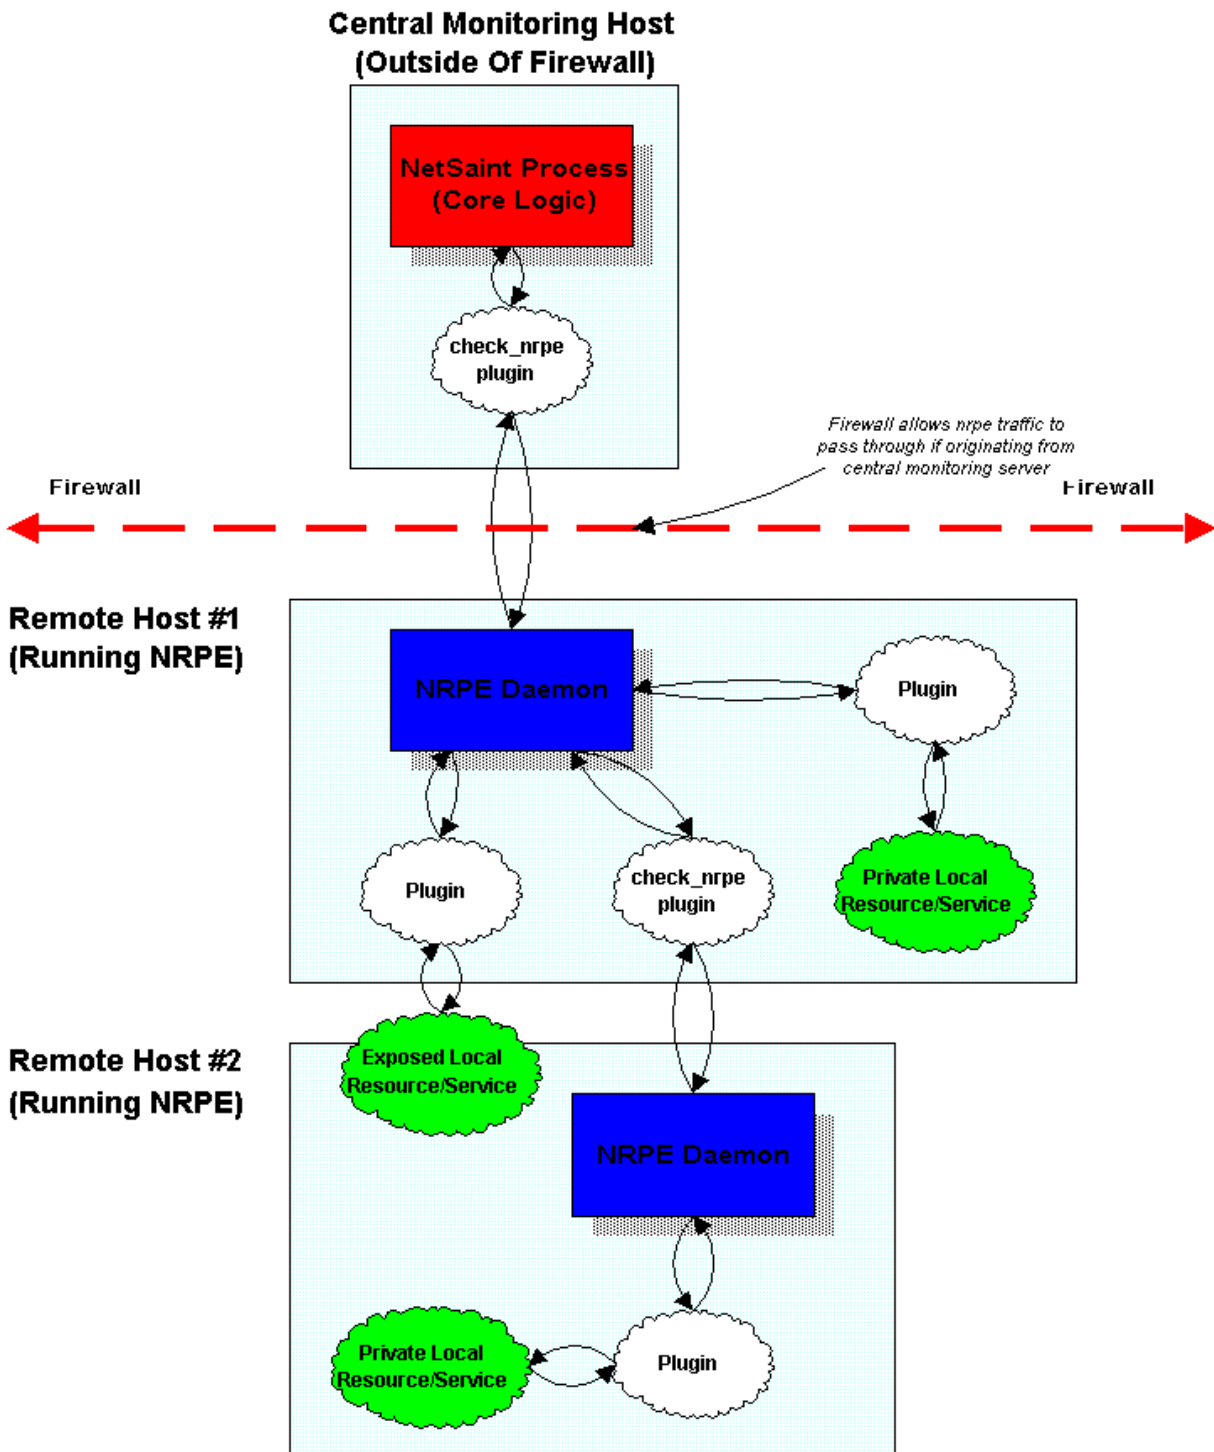 Central Monitoring Host
(Outside Of Firewall)
NetSaint Process
(Core Logic)
check_nrpe
plugin
Firewall allows nrpe traffic to
pass through if originating from
central monitoring server
Firewall
Firewall
Remote Host #1
(Running NRPE)
NRPE Daemon
Plugin
Plugin
check_nrpe
plugin
Private Local
Resource/Service
Remote Host #2
(Running NRPE)
Exposed Local
Resource/Service
NRPE Daemon
Private Local
Resource/Service
Plugin